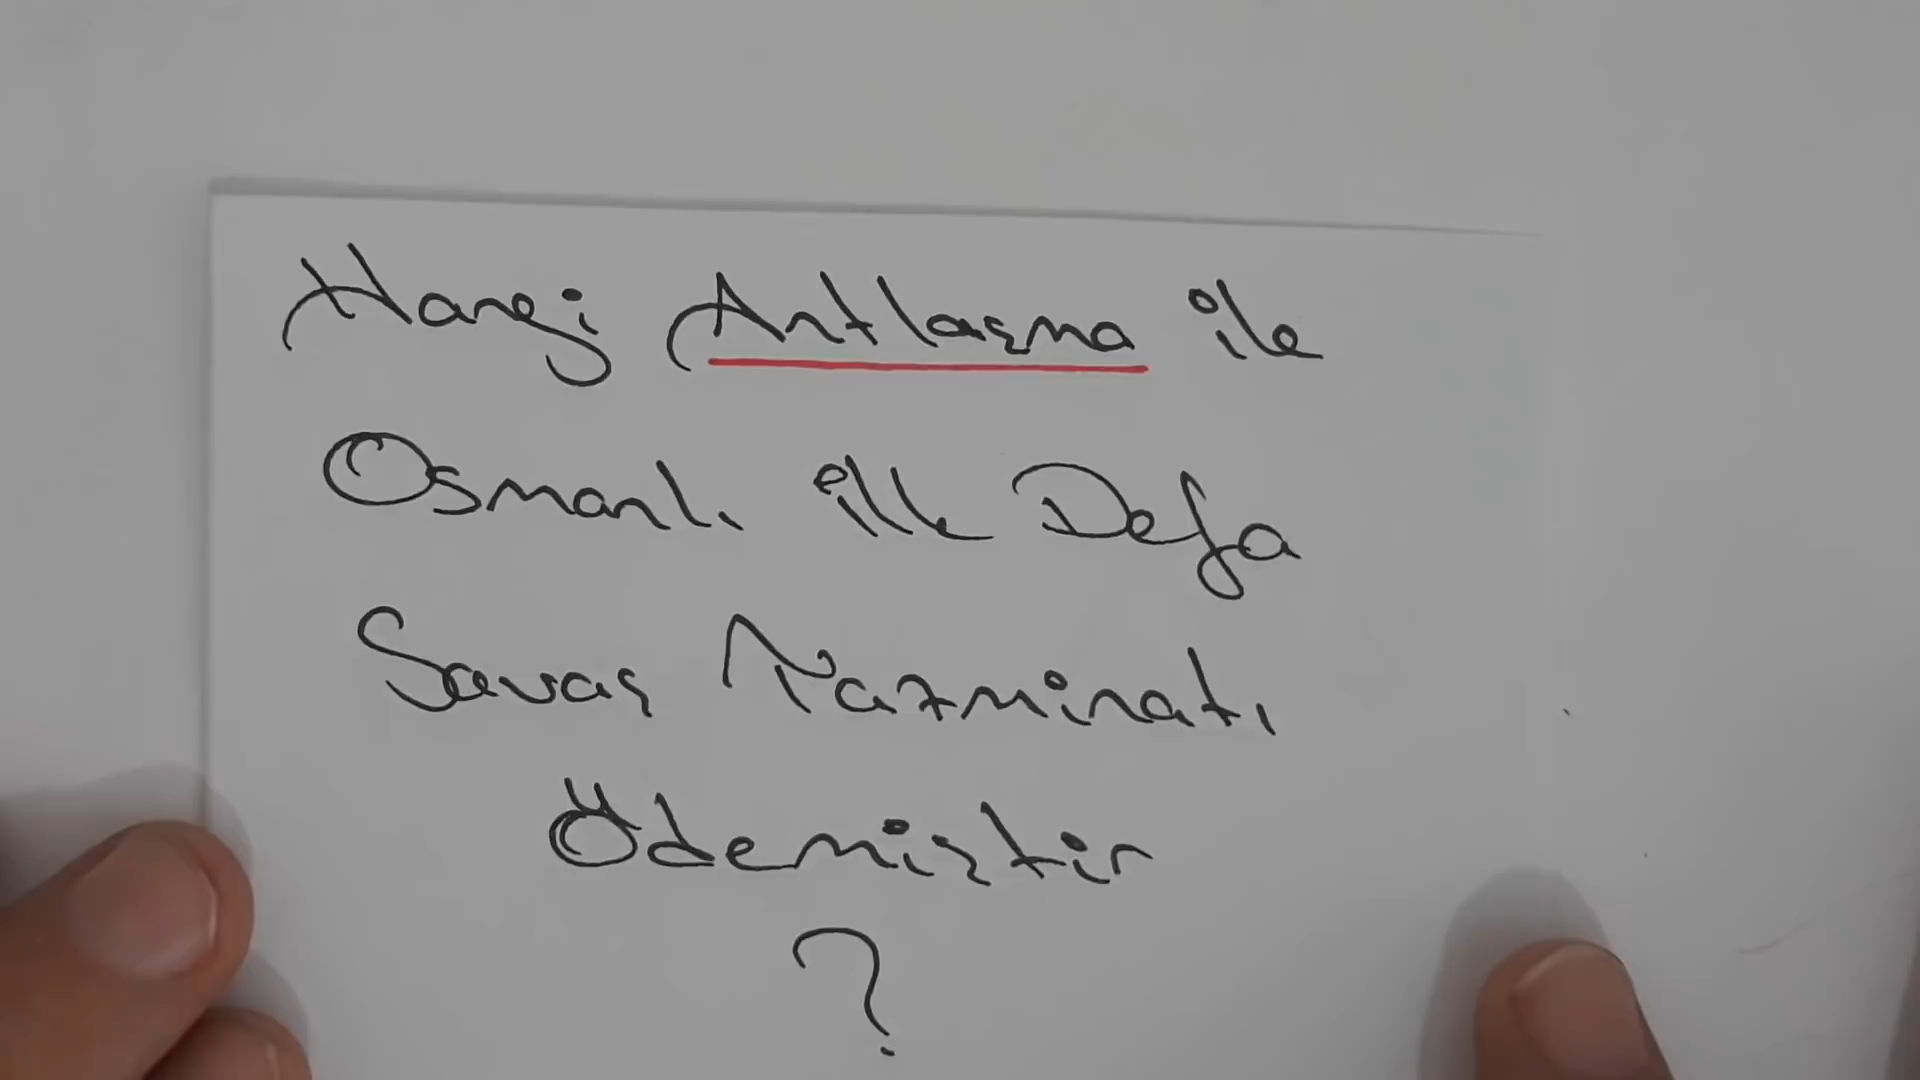 Hangi Antlaşma ile
Osmanlı ilk Defa
Savaş Tazminatı
Ödemiştir
?